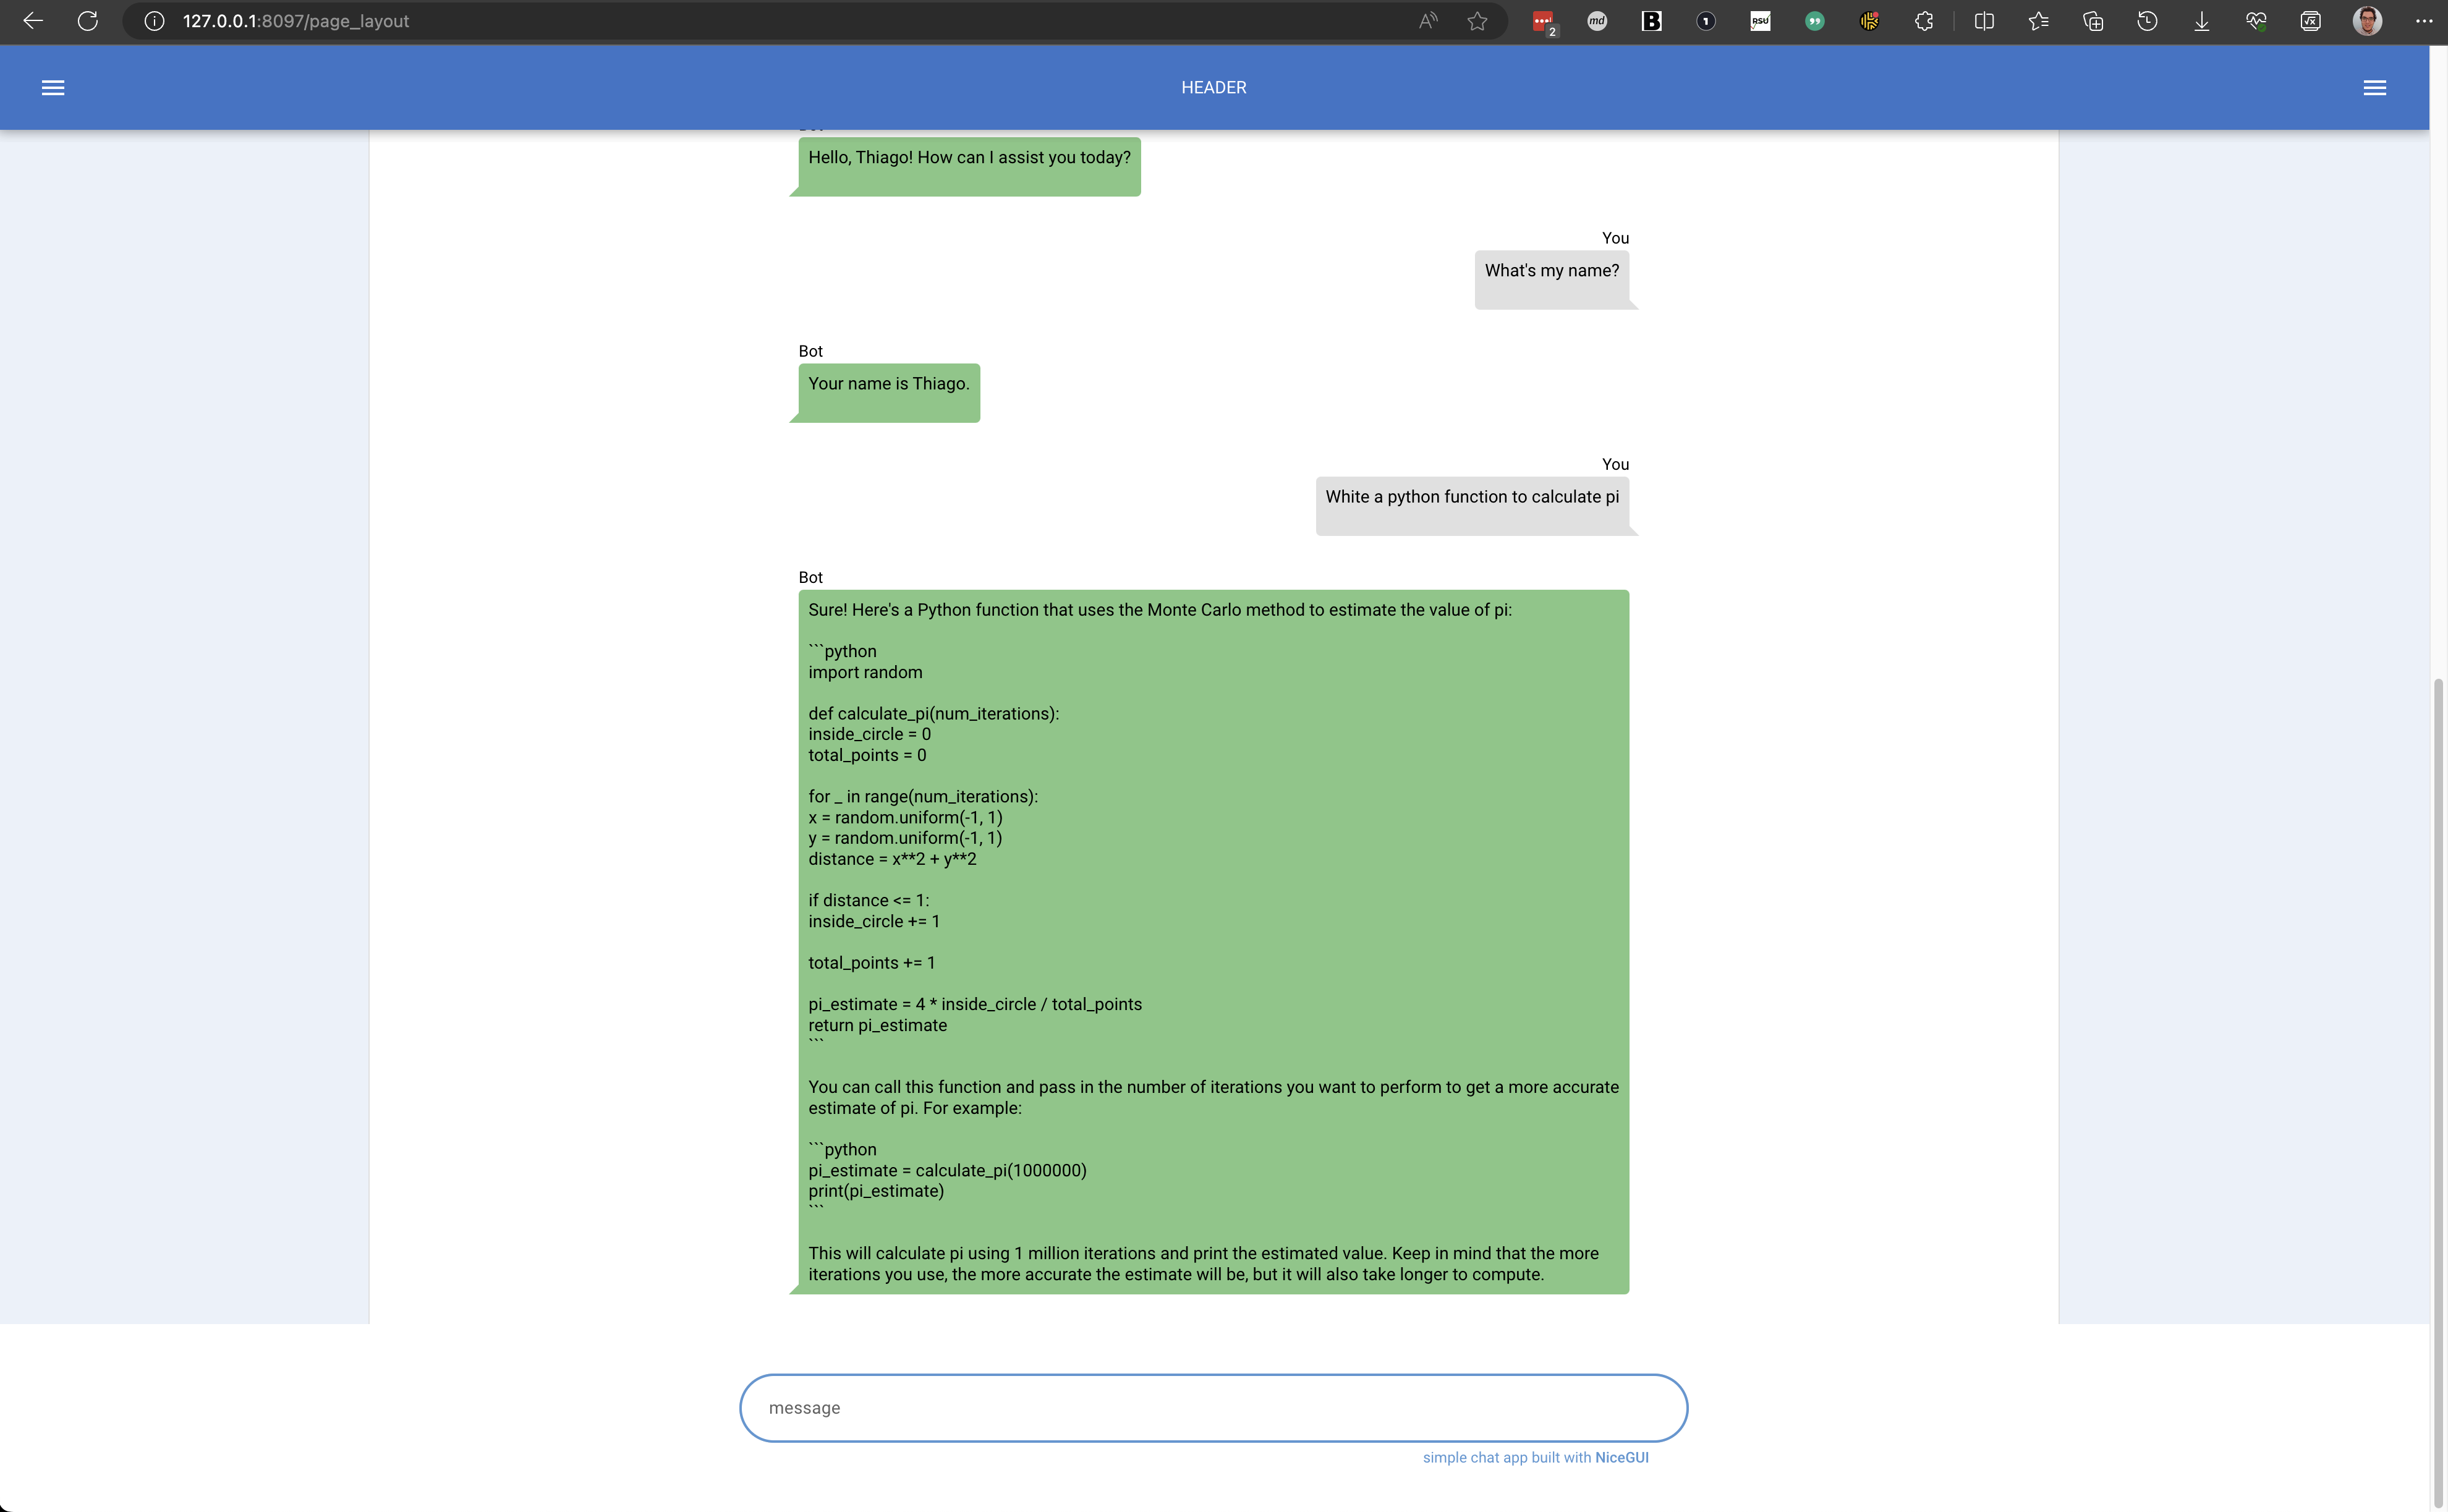 127.0.0.1:8097/page_layout
2
md
B
1
RSU
HEADER
Hello, Thiago! How can I assist you today?
You
What's my name?
Bot
Your name is Thiago.
You
White a python function to calculate pi
Bot
Sure! Here's a Python function that uses the Monte Carlo method to estimate the value of pi:
```python
import random
def calculate_pi(num_iterations):
inside_circle = 0
total_points = 0
for _ in range(num_iterations):
x = random.uniform(-1, 1)
y = random.uniform(-1, 1)
distance = x**2 + y**2
if distance <= 1:
inside_circle += 1
total_points += 1
pi_estimate = 4 * inside_circle / total_points
return pi_estimate
```
You can call this function and pass in the number of iterations you want to perform to get a more accurate
estimate of pi. For example:
```python
pi_estimate = calculate_pi(1000000)
print(pi_estimate)
```
This will calculate pi using 1 million iterations and print the estimated value. Keep in mind that the more
iterations you use, the more accurate the estimate will be, but it will also take longer to compute.
message
simple chat app built with NiceGUI